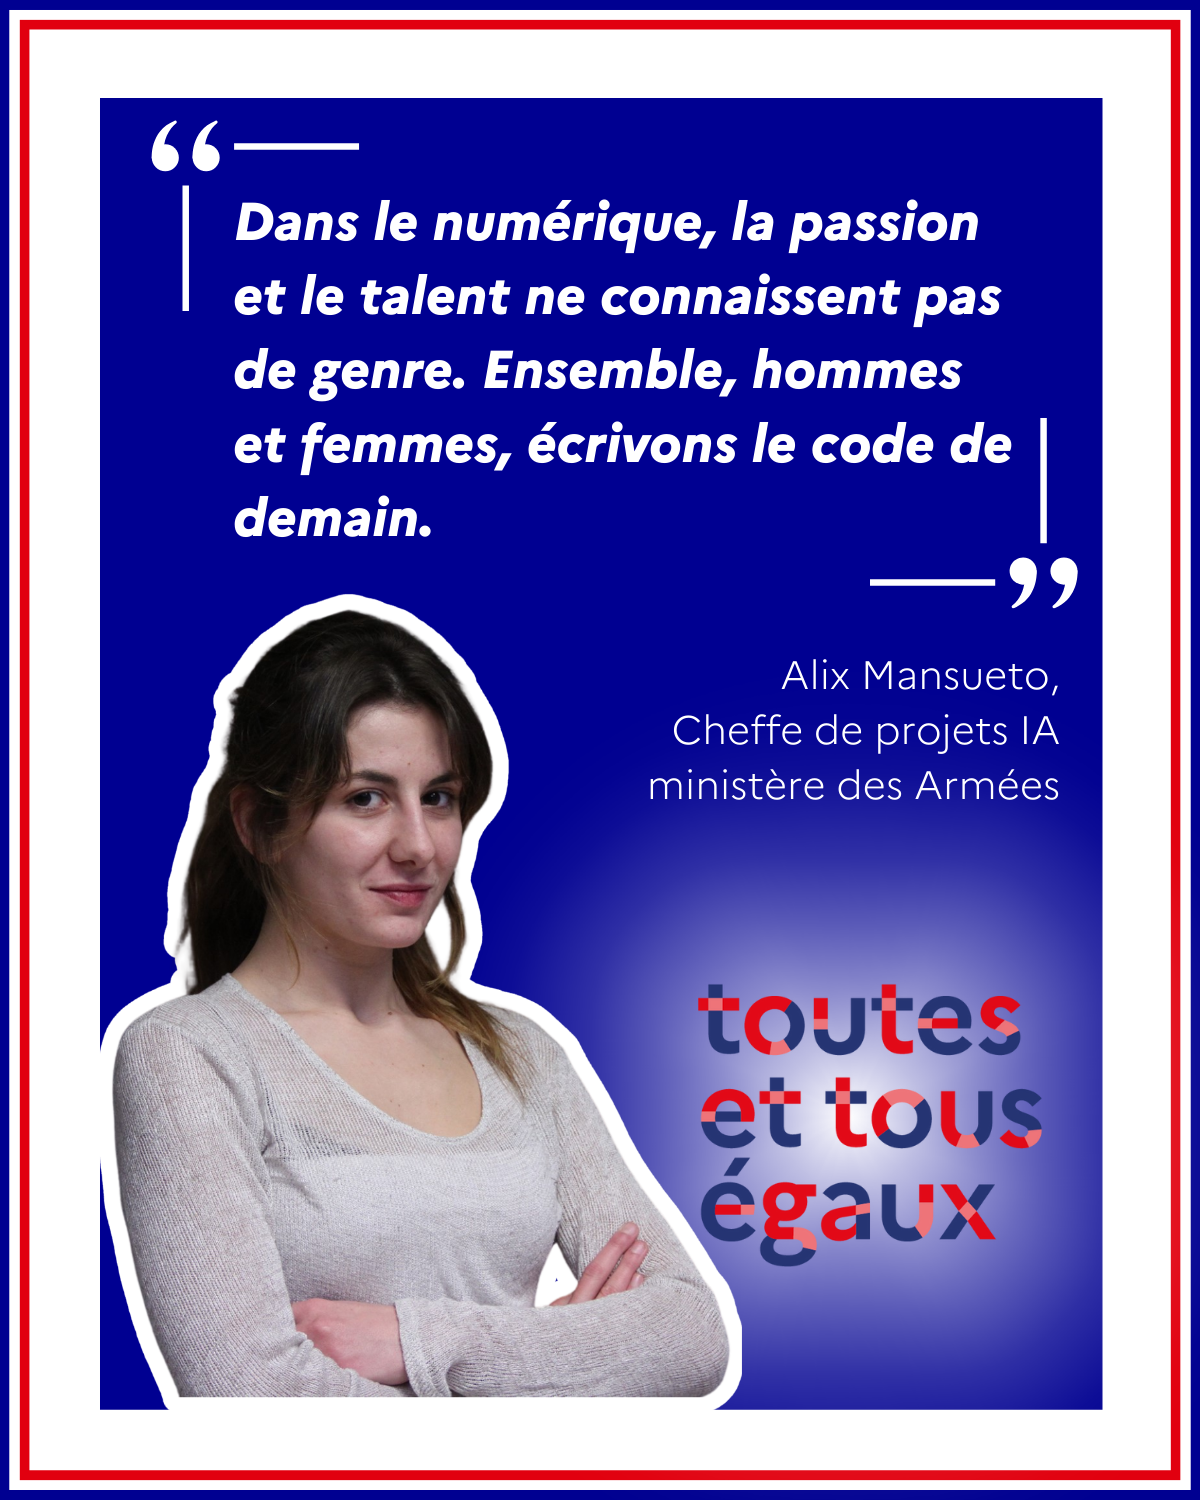 “
Dans le numérique, la passion
et le talent ne connaissent pas
de genre. Ensemble, hommes
et femmes, écrivons le code de
demain.
”
Alix Mansueto,
Cheffe de projets IA
ministère des Armées
toutes
et tous
égaux